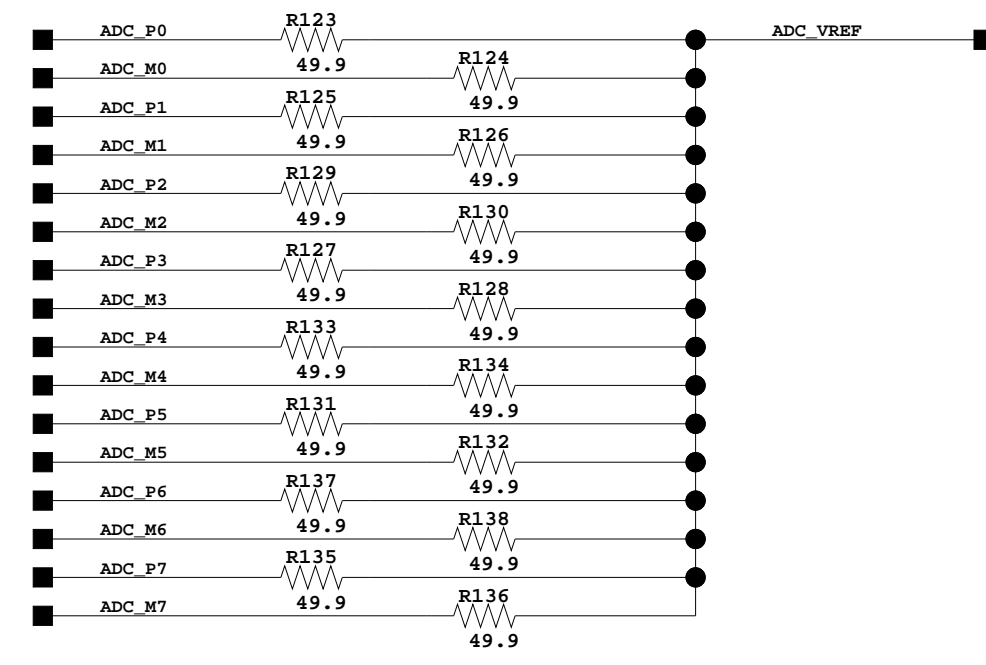 ADC_P0 R123 49.9 ADC_VREF
ADC_M0 R124 49.9
ADC_P1 R125 49.9
ADC_M1 R126 49.9
ADC_P2 R129 49.9
ADC_M2 R130 49.9
ADC_P3 R127 49.9
ADC_M3 R128 49.9
ADC_P4 R133 49.9
ADC_M4 R134 49.9
ADC_P5 R131 49.9
ADC_M5 R132 49.9
ADC_P6 R137 49.9
ADC_M6 R138 49.9
ADC_P7 R135 49.9
ADC_M7 R136 49.9